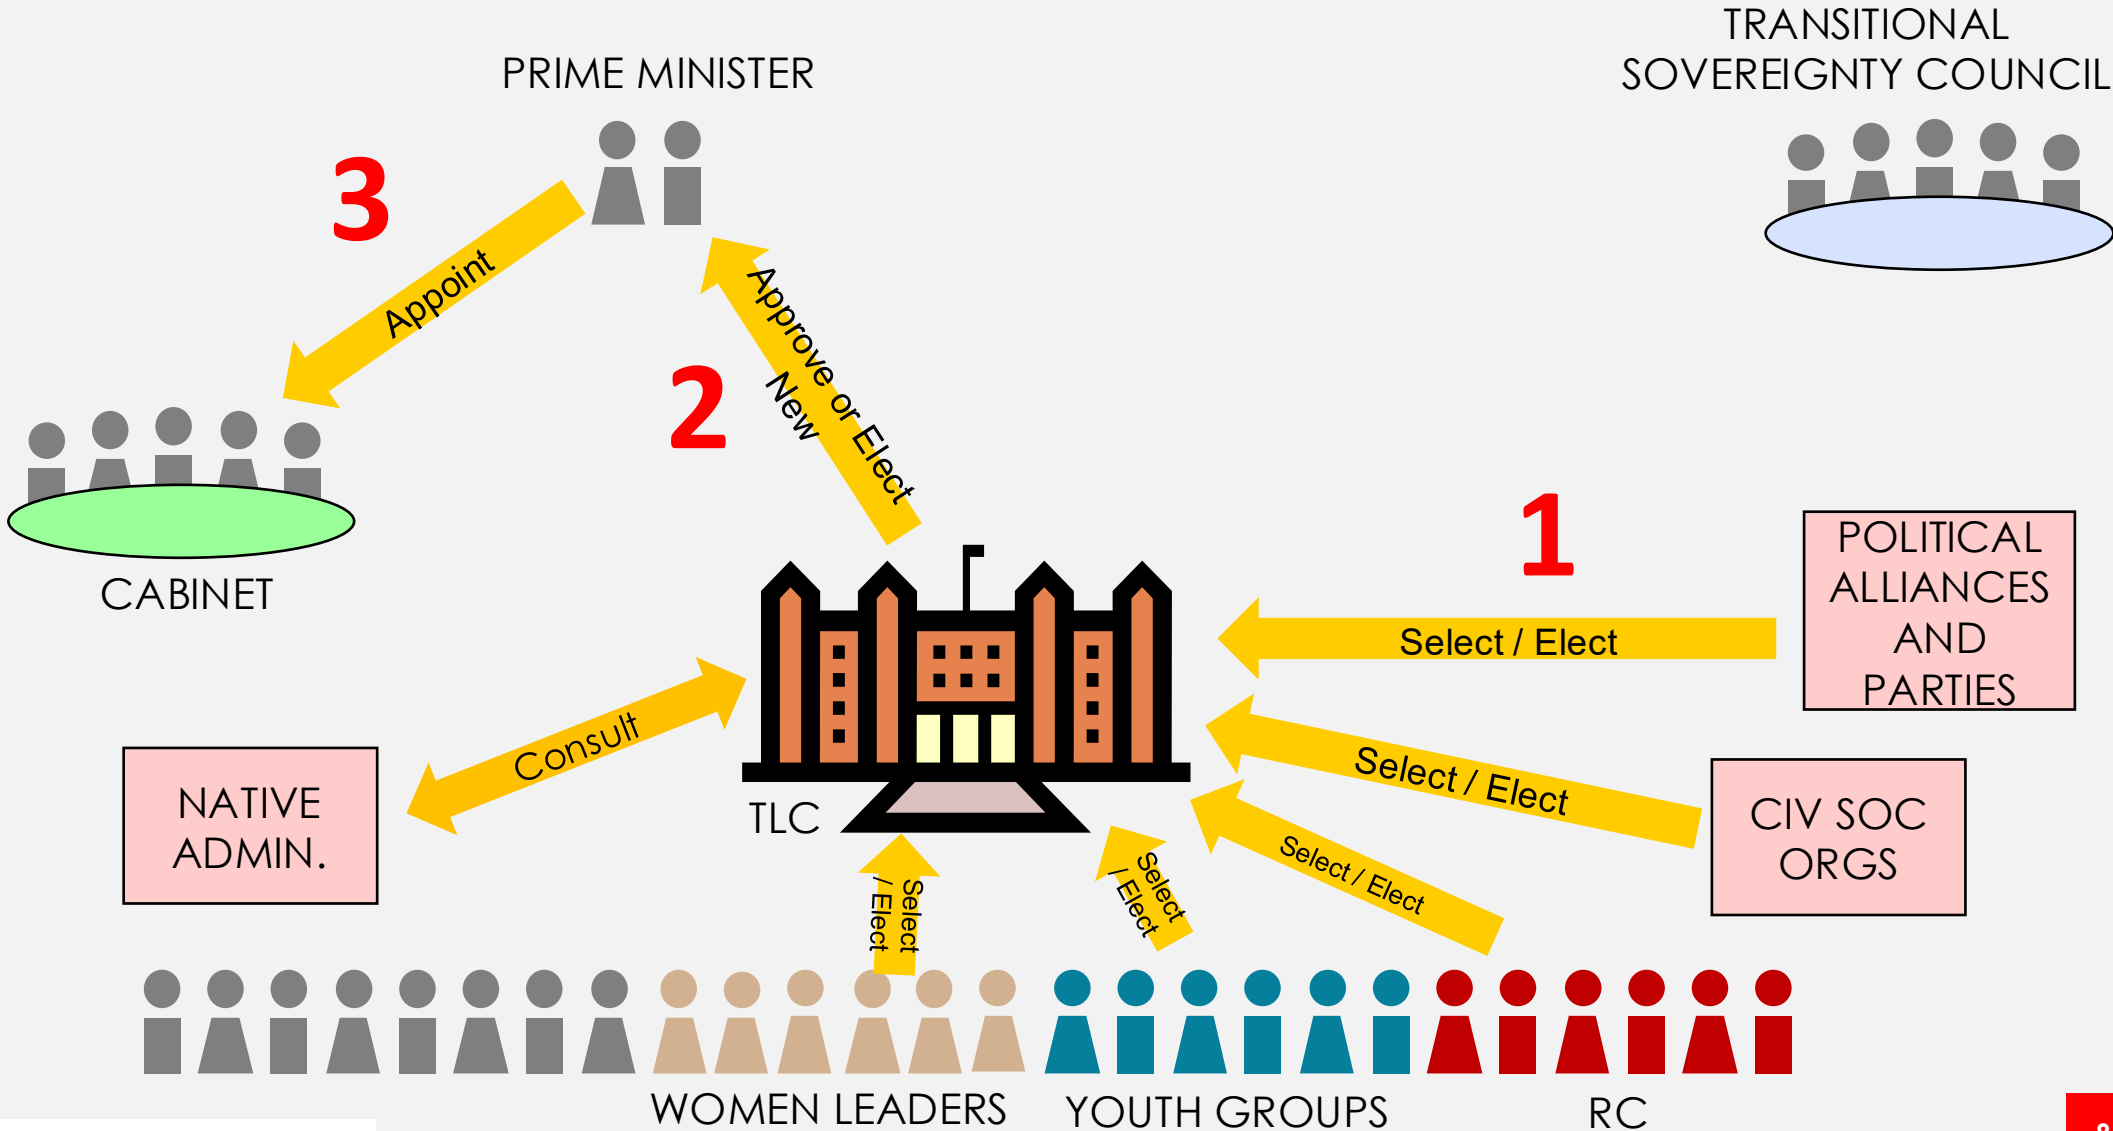 TRANSITIONAL
SOVEREIGNTY COUNCIL
PRIME MINISTER
3
Appoint
Approve or Elect
New
2
CABINET
1
POLITICAL
ALLIANCES
AND
PARTIES
Select / Elect
Consult
Select / Elect
NATIVE
ADMIN.
TLC
CIV SOC
ORGS
Select / Elect
Select
/ Elect
Select
/ Elect
WOMEN LEADERS
YOUTH GROUPS
RC